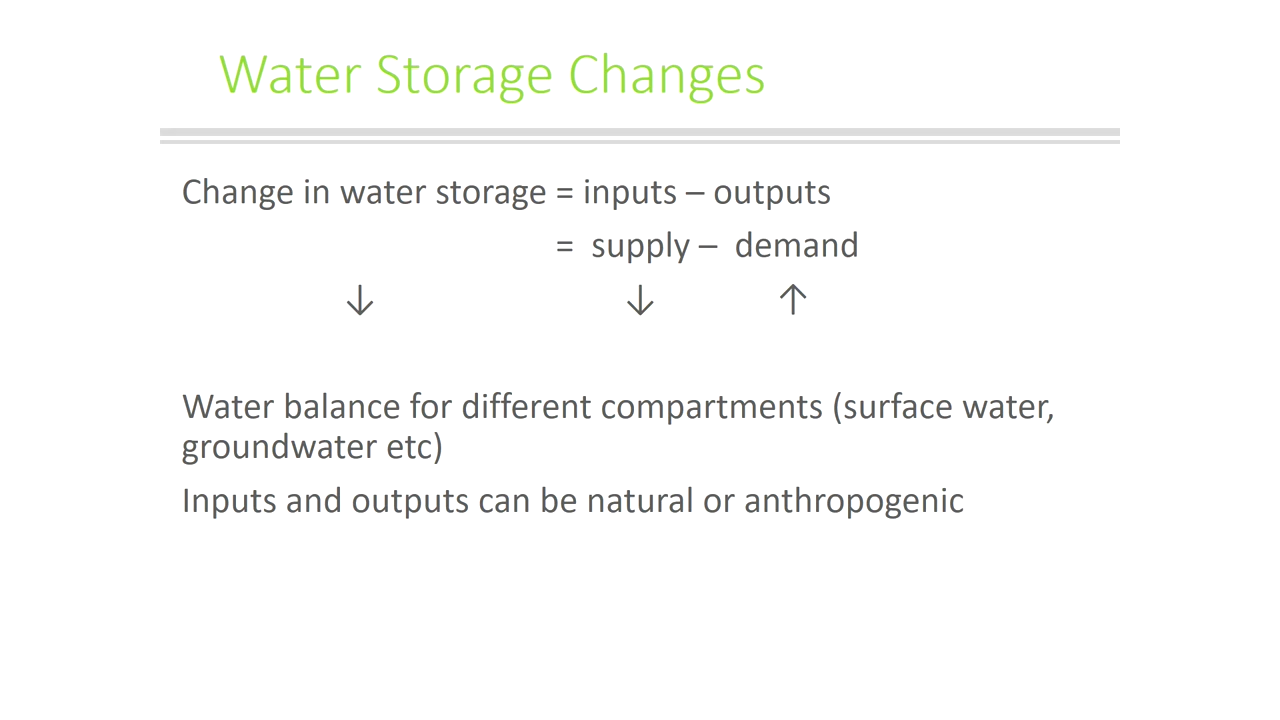 Water Storage Changes
Change in water storage = inputs – outputs
= supply – demand
↓ ↓ ↑
Water balance for different compartments (surface water,
groundwater etc)
Inputs and outputs can be natural or anthropogenic